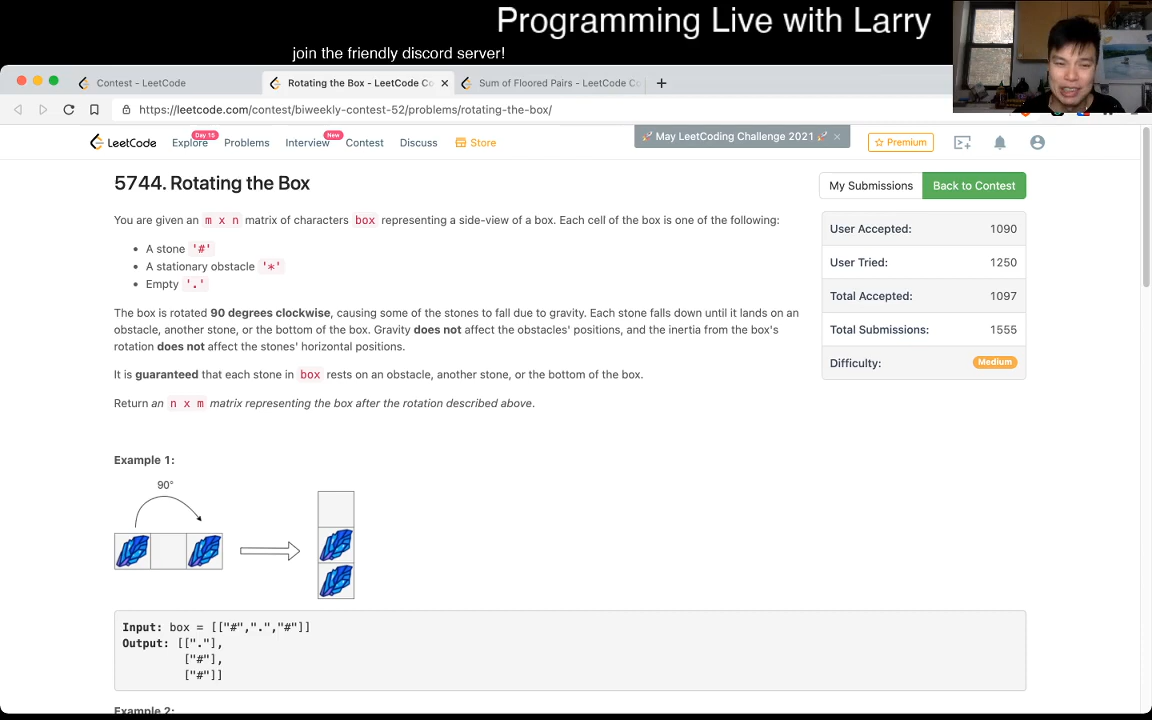 Programming Live with Larry
join the friendly discord server!
Contest - LeetCode
Rotating the Box - LeetCode Co
Sum of Floored Pairs - LeetCode Co
https://leetcode.com/contest/biweekly-contest-52/problems/rotating-the-box/
LeetCode
Explore
Day 15
Problems
Interview
New
Contest
Discuss
Store
🚀 May LeetCoding Challenge 2021 🚀
Premium
5744. Rotating the Box
My Submissions
Back to Contest
You are given an m x n matrix of characters box representing a side-view of a box. Each cell of the box is one of the following:
• A stone '#'
• A stationary obstacle '*'
• Empty '.'
User Accepted: 1090
User Tried: 1250
Total Accepted: 1097
Total Submissions: 1555
Difficulty: Medium
The box is rotated 90 degrees clockwise, causing some of the stones to fall due to gravity. Each stone falls down until it lands on an
obstacle, another stone, or the bottom of the box. Gravity does not affect the obstacles' positions, and the inertia from the box's
rotation does not affect the stones' horizontal positions.
It is guaranteed that each stone in box rests on an obstacle, another stone, or the bottom of the box.
Return an n x m matrix representing the box after the rotation described above.
Example 1:
90°
Input: box = [["#",".","#"]]
Output: [["."],
["#"],
["#"]]
Example 2: